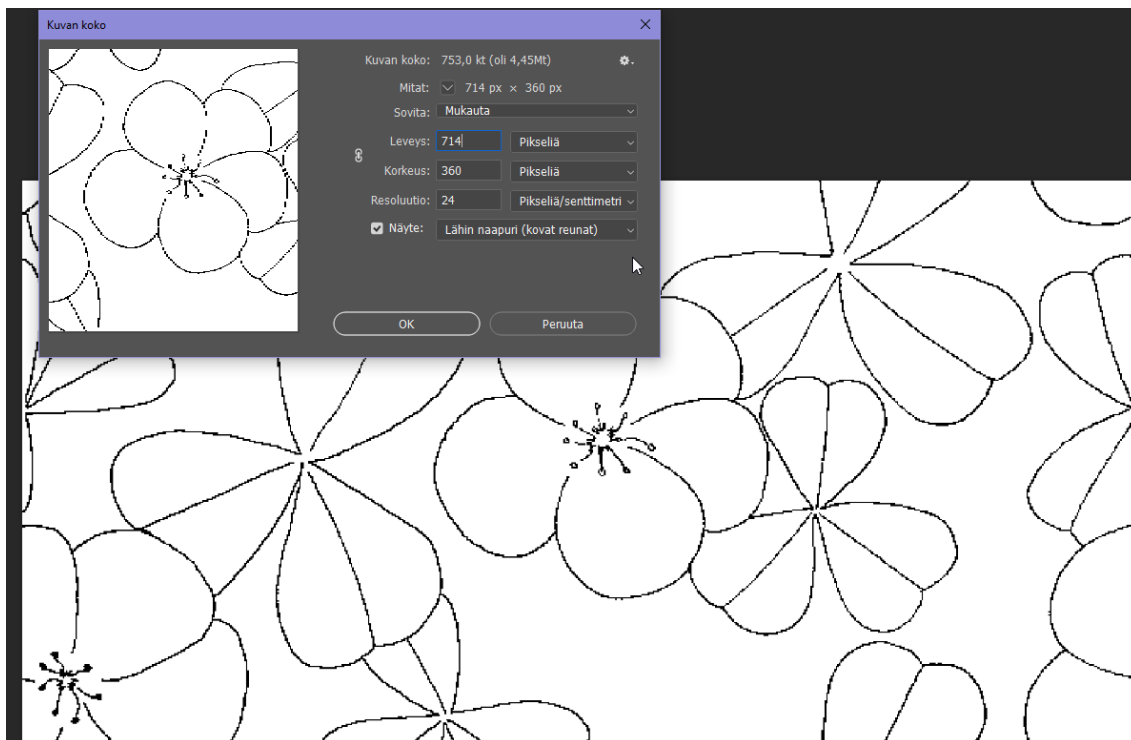 Kuvan koko
Kuvan koko: 753,0 kt (oli 4,45Mt)
Mitat: 714 px × 360 px
Sovita: Mukauta
Leveys: 714 Pikseliä
Korkeus: 360 Pikseliä
Resoluutio: 24 Pikseliä/senttimetri
Näyte: Lähin naapuri (kovat reunat)
OK Peruuta